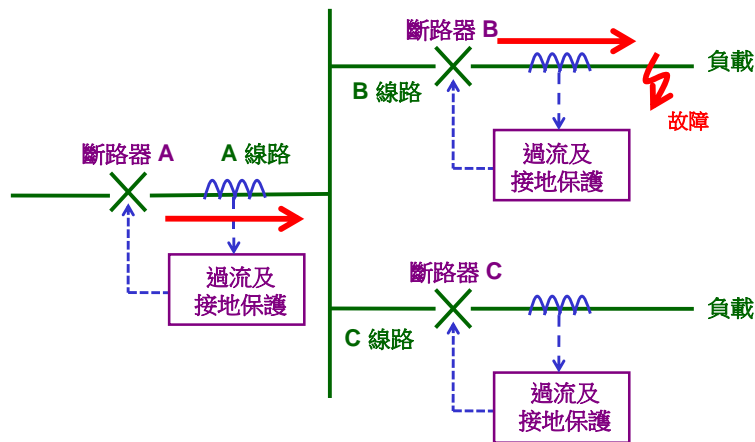 斷路器 B
負載
B 線路
故障
過流及
接地保護
斷路器 A
A 線路
過流及
接地保護
斷路器 C
負載
C 線路
過流及
接地保護